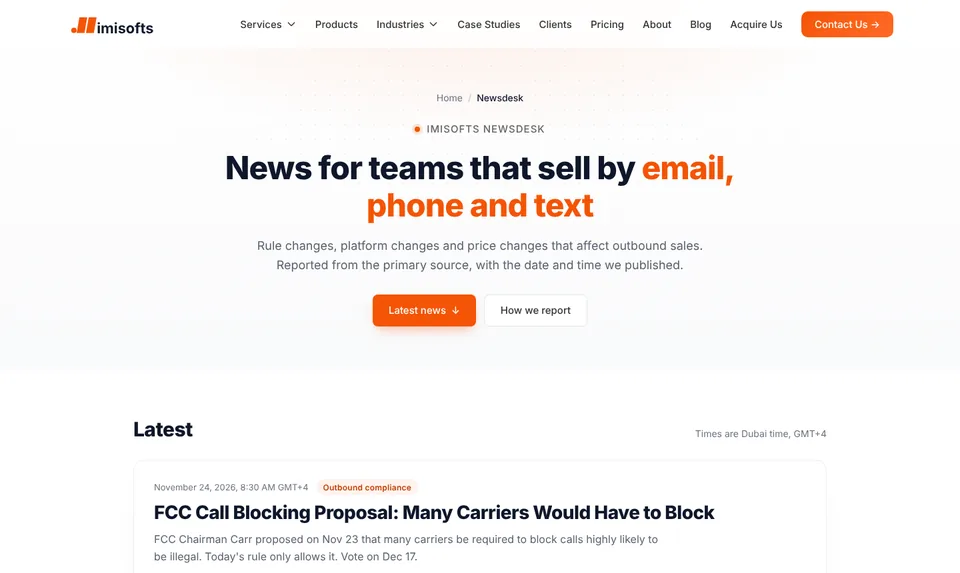 imisofts
Services Products Industries Case Studies Clients Pricing About Blog Acquire Us Contact Us →
Home / Newsdesk
IMISOFTS NEWSDESK
News for teams that sell by email,
phone and text
Rule changes, platform changes and price changes that affect outbound sales.
Reported from the primary source, with the date and time we published.
Latest news ↓ How we report
Latest
Times are Dubai time, GMT+4
November 24, 2026, 8:30 AM GMT+4 Outbound compliance
FCC Call Blocking Proposal: Many Carriers Would Have to Block
FCC Chairman Carr proposed on Nov 23 that many carriers be required to block calls highly likely to
be illegal. Today's rule only allows it. Vote on Dec 17.